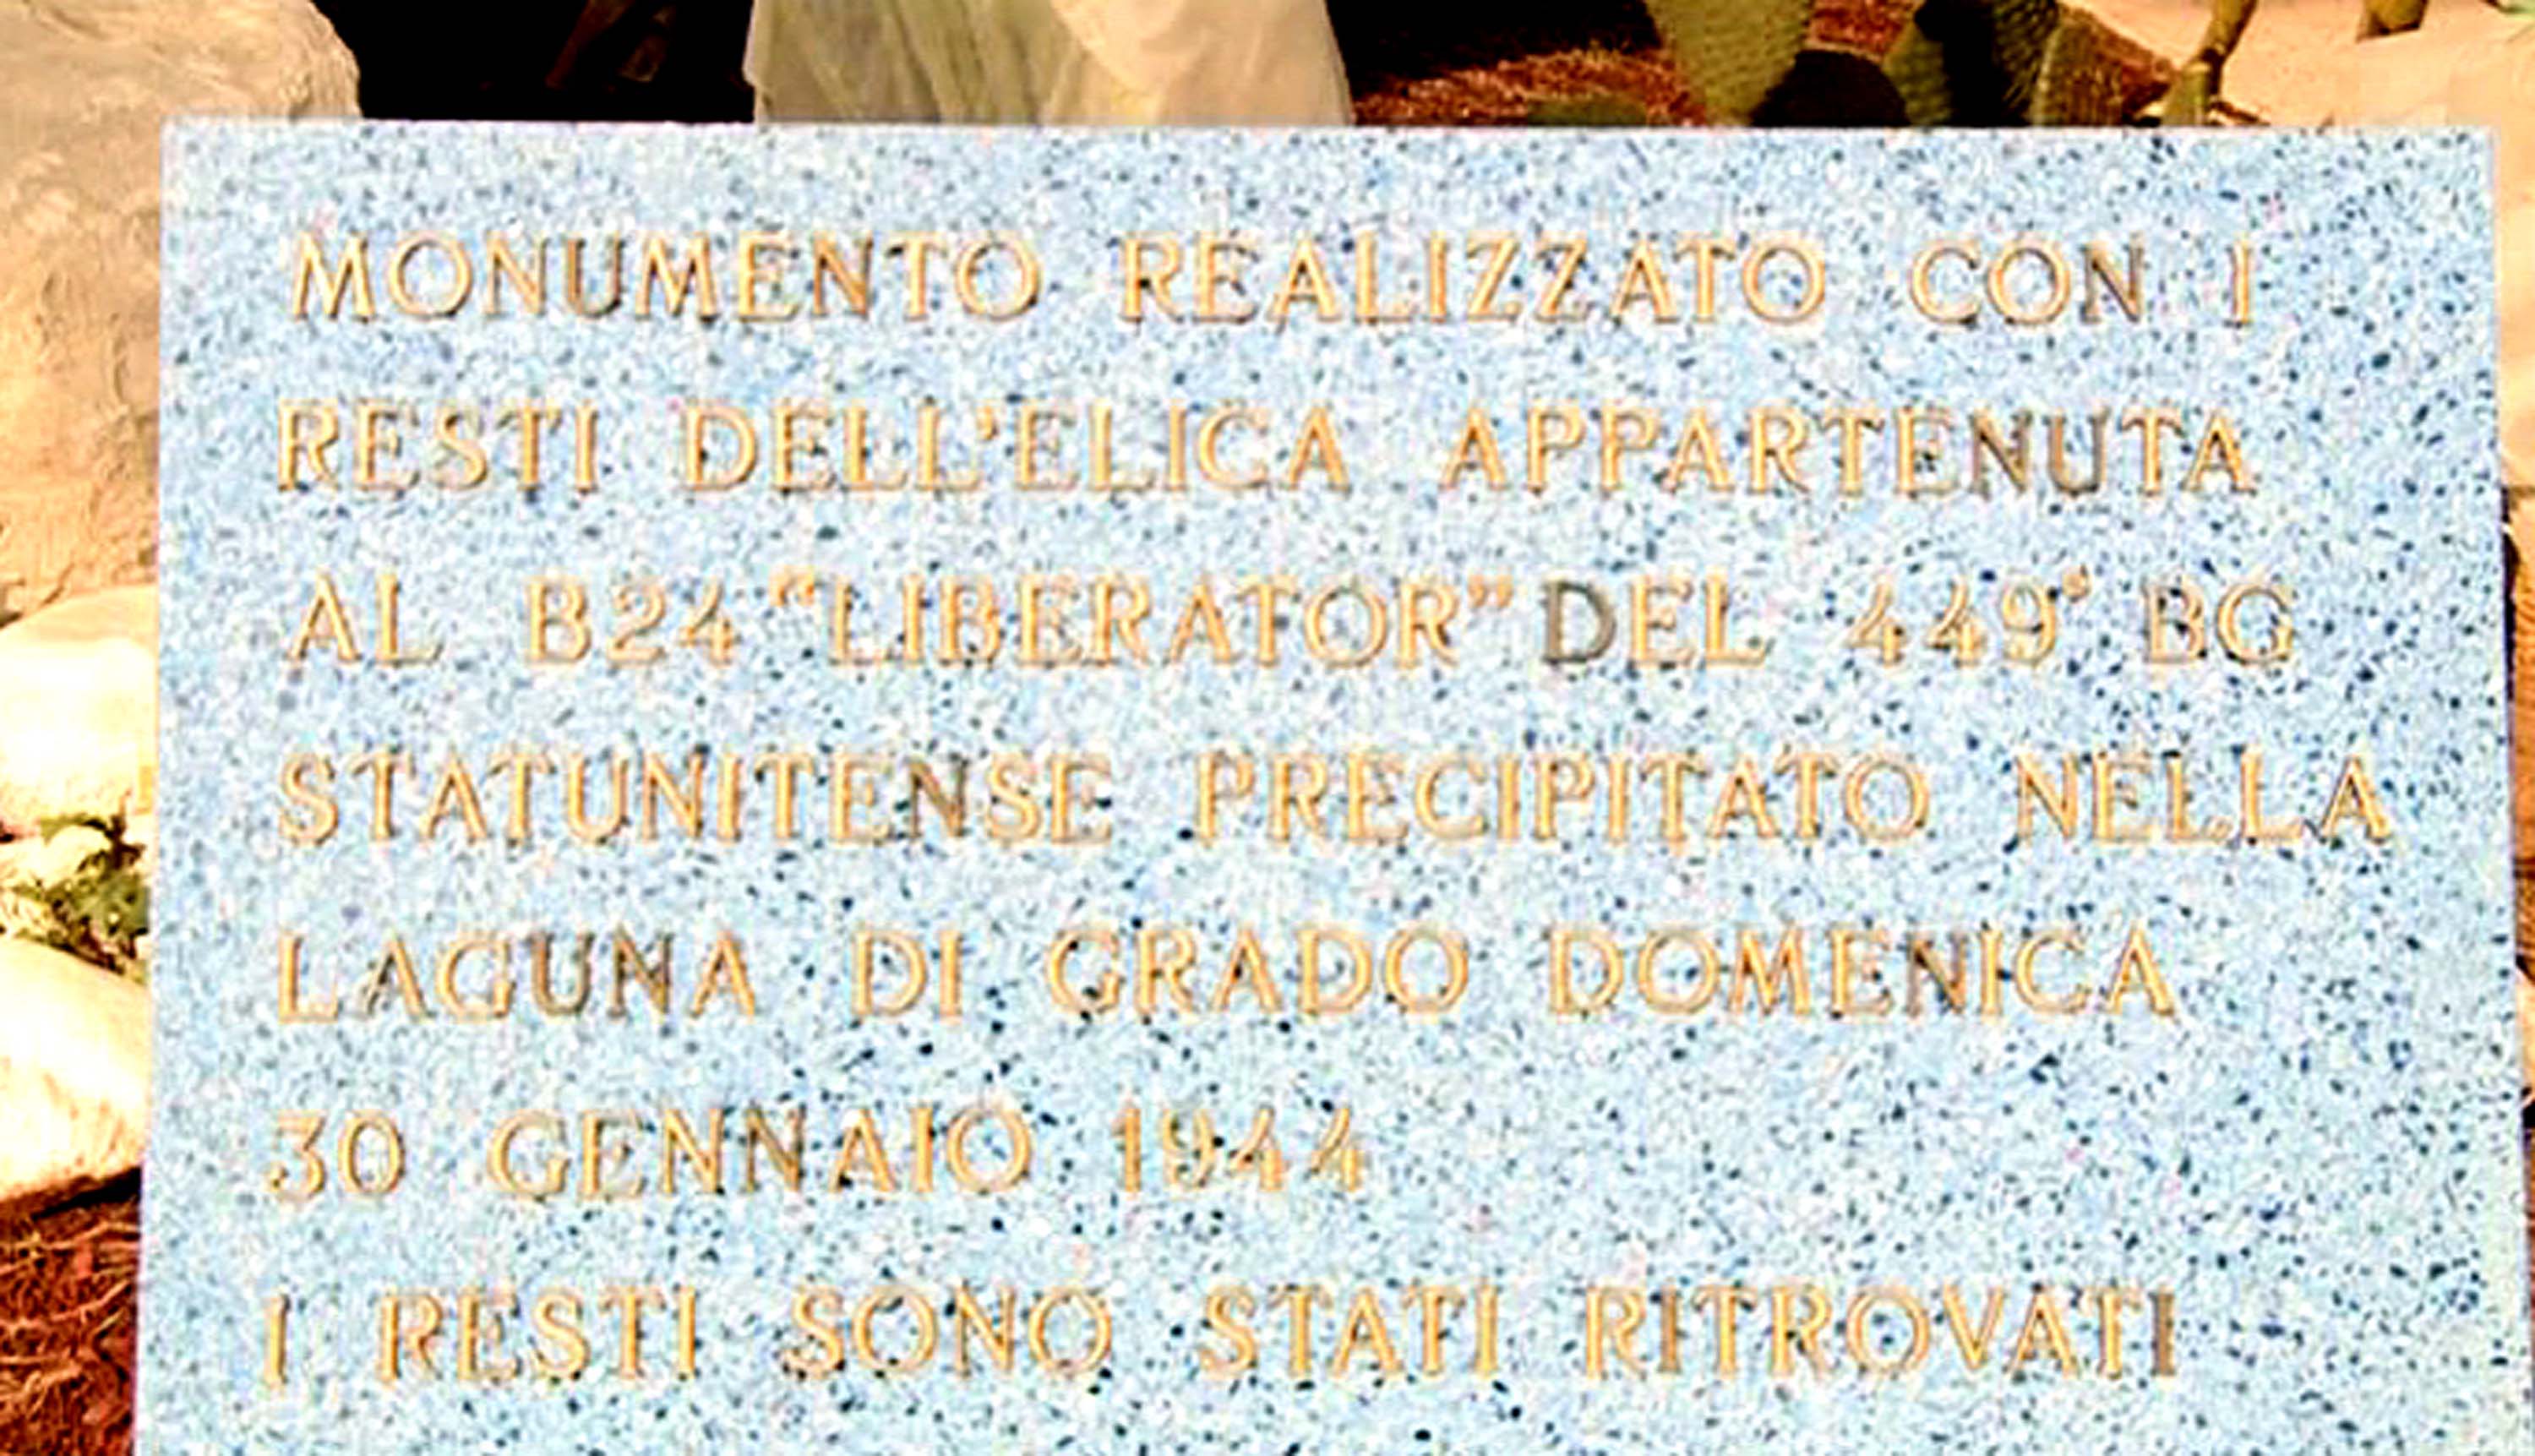 MONUMENTO REALIZZATO CON I
RESTI DELL'ELICA APPARTENUTA
AL B24 "LIBERATOR" DEL 449° BG
STATUNITENSE PRECIPITATO NELLA
LAGUNA DI GRADO DOMENICA
30 GENNAIO 1944
I RESTI SONO STATI RITROVATI